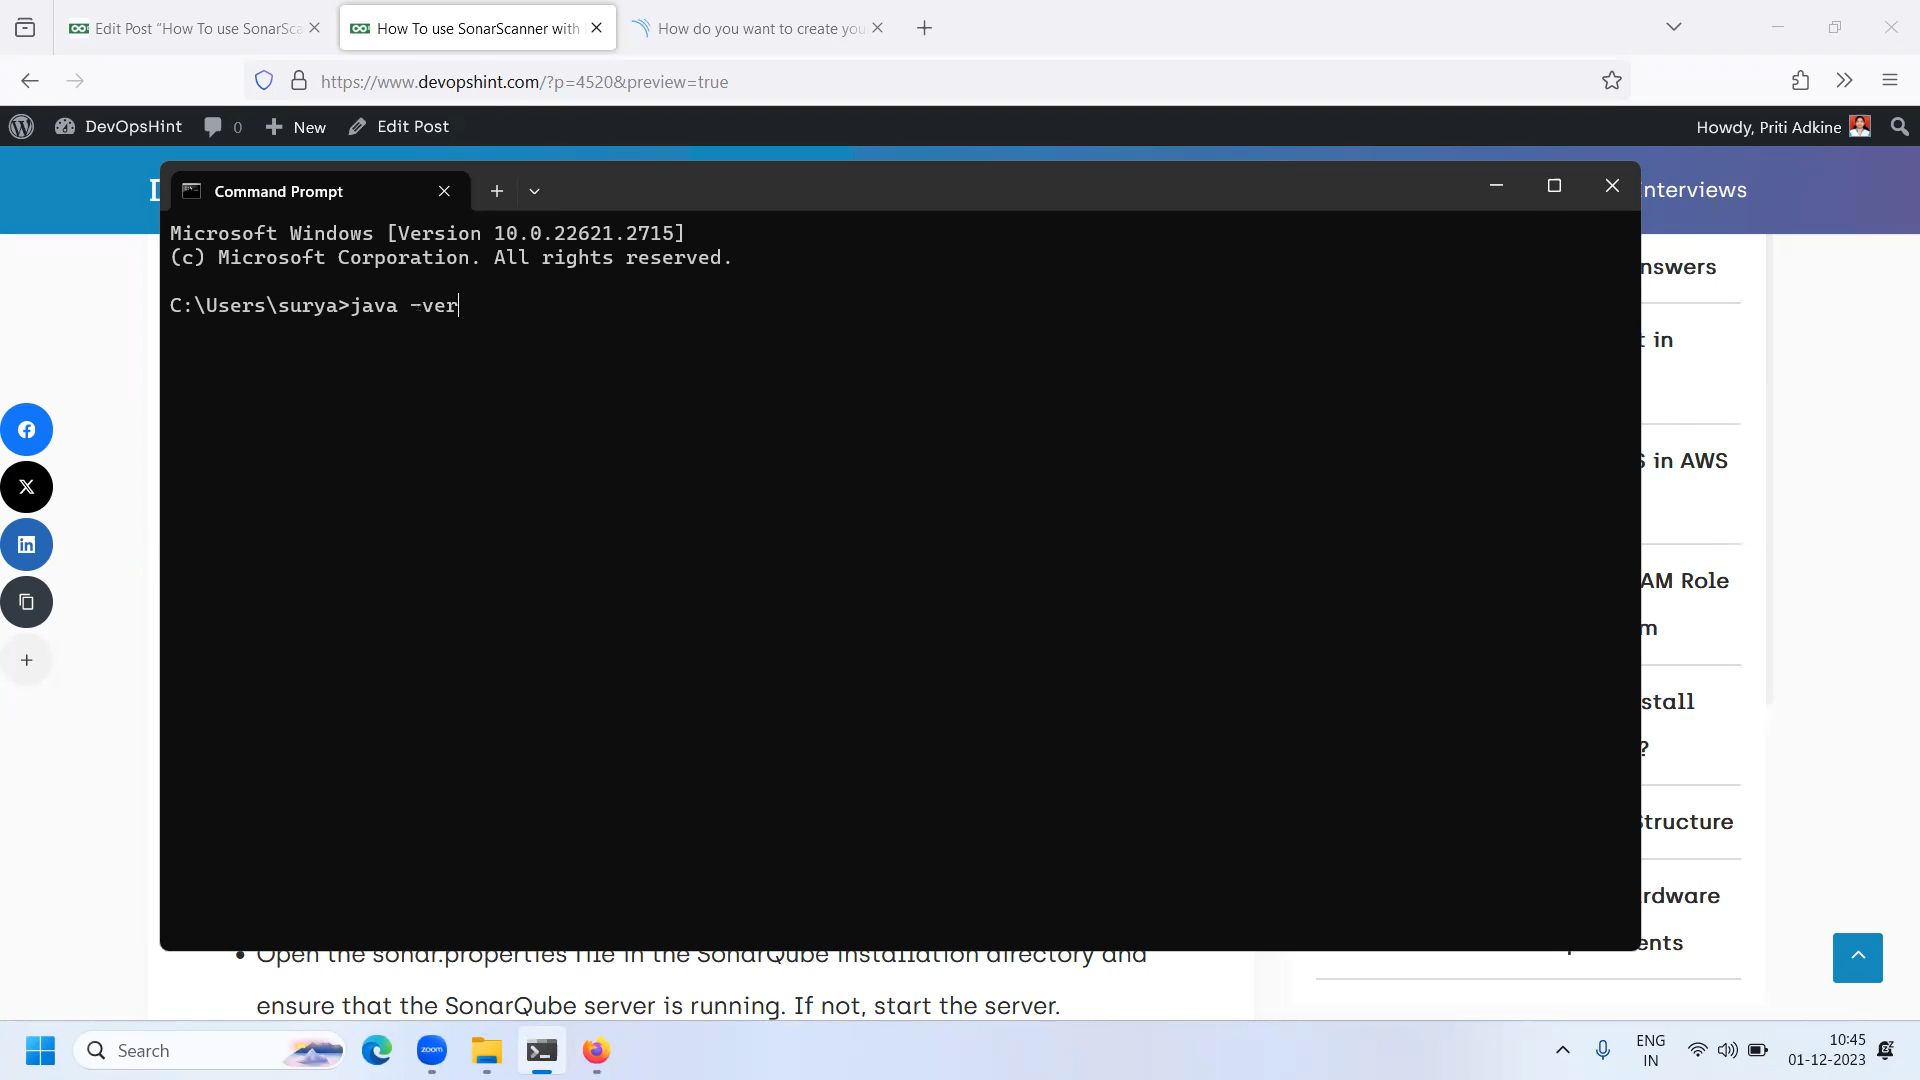 Edit Post “How To use SonarSca
How To use SonarScanner with
How do you want to create you
https://www.devopshint.com/?p=4520&preview=true
DevOpsHint
0
New
Edit Post
Howdy, Priti Adkine
Command Prompt
Microsoft Windows [Version 10.0.22621.2715]
(c) Microsoft Corporation. All rights reserved.
C:\Users\surya>java -ver
nterviews
nswers
t in
S in AWS
AM Role
m
stall
?
Structure
rdware
ents
Open the sonar.properties file in the SonarQube installation directory and
ensure that the SonarQube server is running. If not, start the server.
Search
zoom
ENG
IN
10:45
01-12-2023